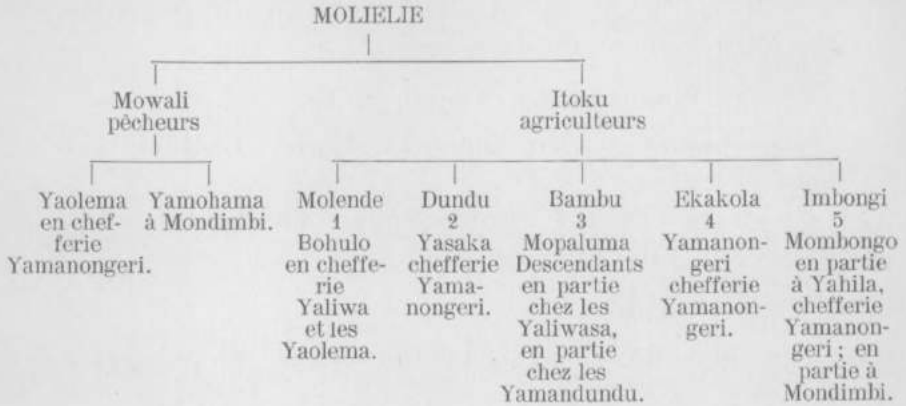 MOLIELIE
Mowali
pêcheurs
Itoku
agriculteurs
Yaolema
en chef-
ferie
Yamanongeri.
Yamohama
à Mondimbi.
Molende
1
Bohulo
en cheffe-
rie
Yaliwa
et les
Yaolema.
Dundu
2
Yasaka
chefferie
Yama-
nongeri.
Bambu
3
Mopaluma
Descendants
en partie
chez les
Yaliwasa,
en partie
chez les
Yamandundu.
Ekakola
4
Yamanon-
geri
chefferie
Yamanon-
geri.
Imbongi
5
Mombongo
en partie
à Yahila,
chefferie
Yamanon-
geri ; en
partie à
Mondimbi.